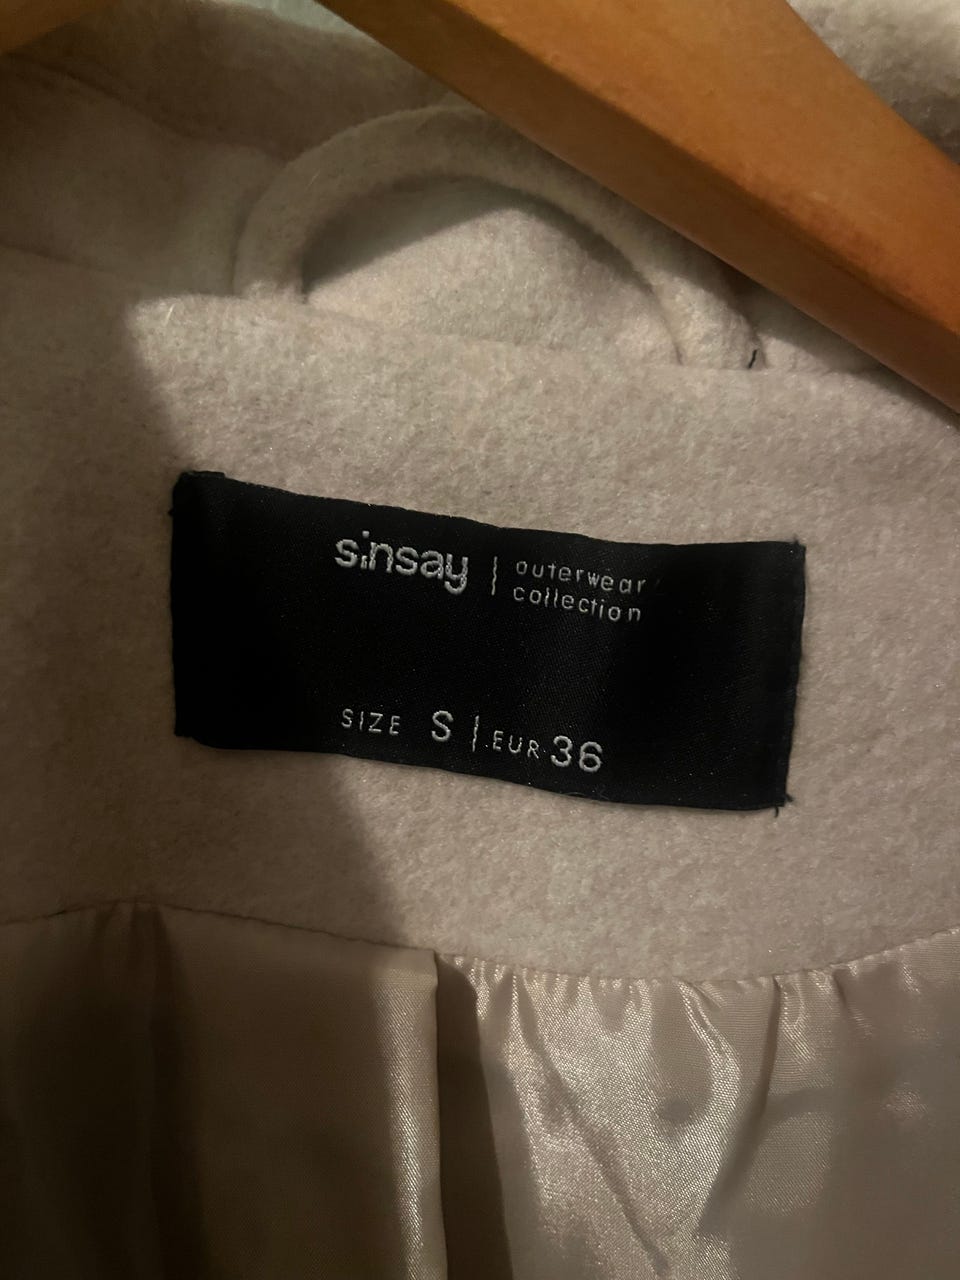 sinsay | outerwear
collection
SIZE S | EUR 36